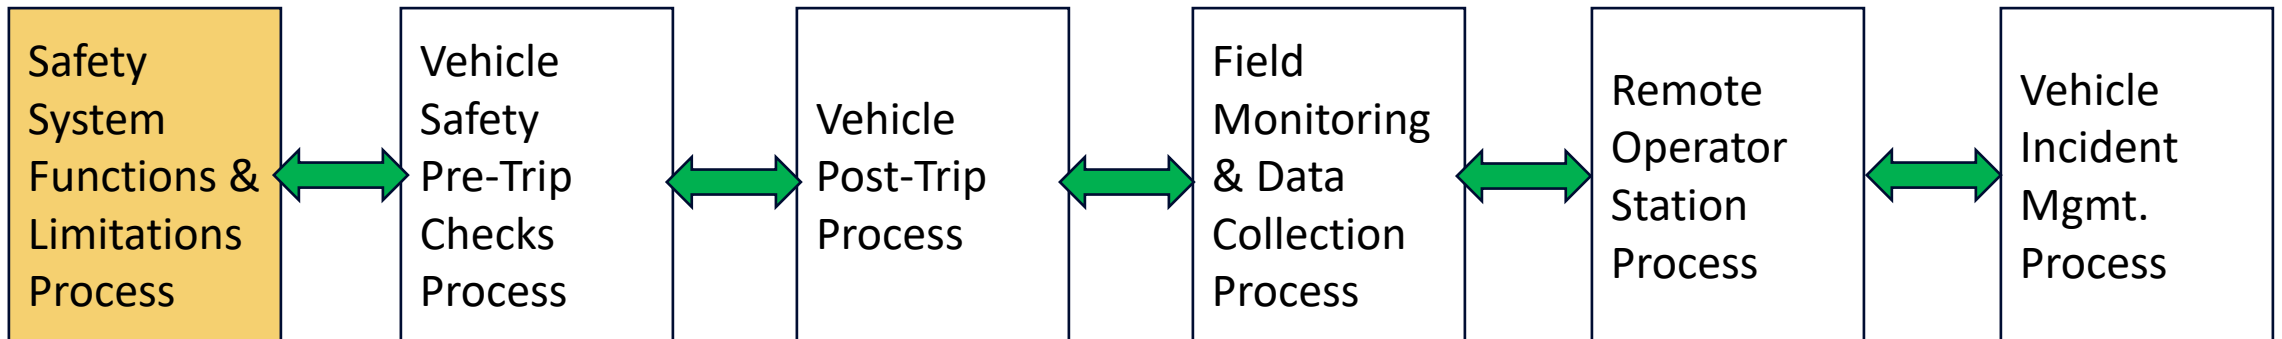 Safety
System
Functions &
Limitations
Process
Vehicle
Safety
Pre-Trip
Checks
Process
Vehicle
Post-Trip
Process
Field
Monitoring
& Data
Collection
Process
Remote
Operator
Station
Process
Vehicle
Incident
Mgmt.
Process